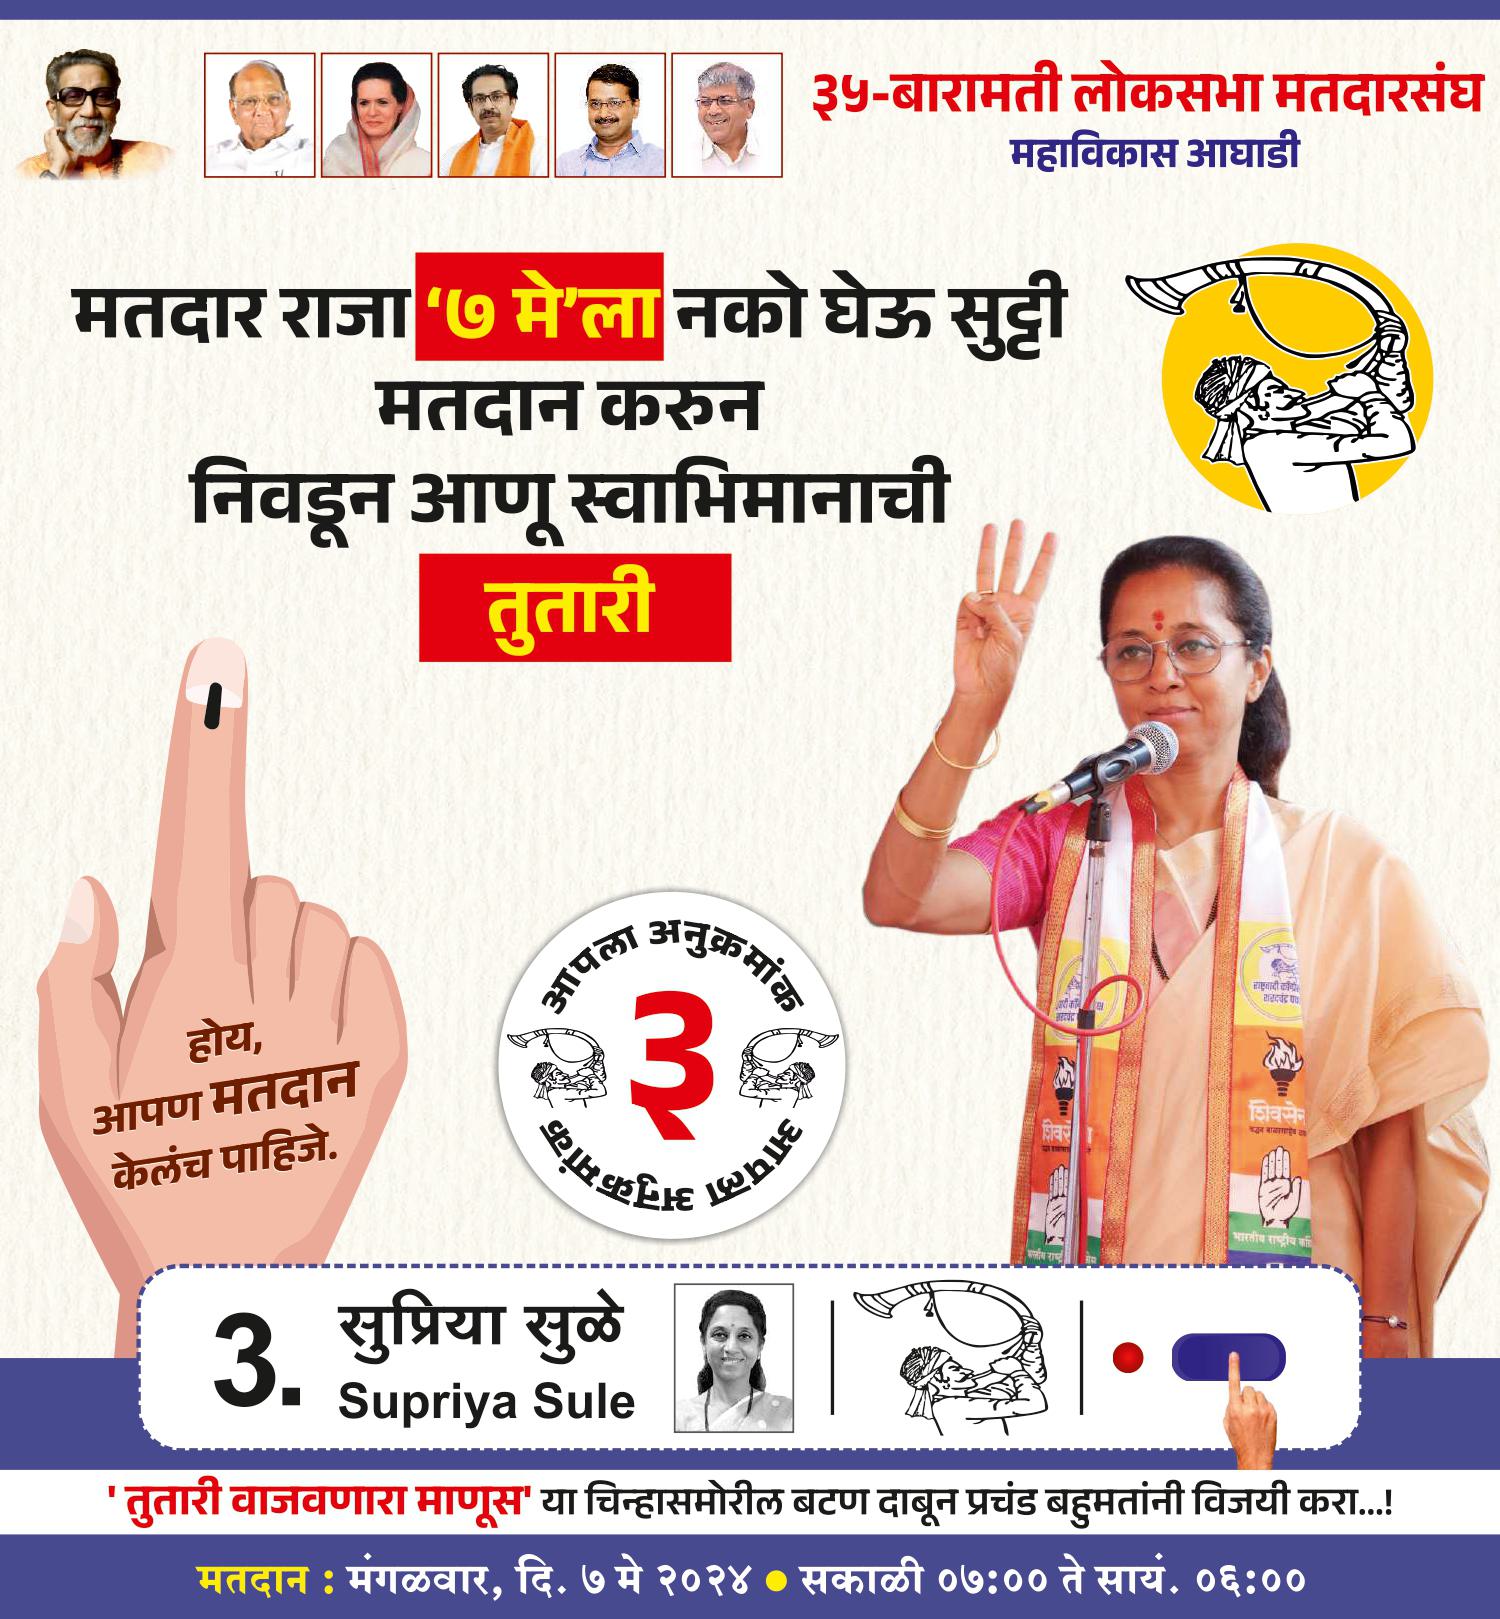 ३५-बारामती लोकसभा मतदारसंघ
महाविकास आघाडी
मतदार राजा ‘७ मे’ला नको घेऊ सुट्टी
मतदान करुन
निवडून आणू स्वाभिमानाची
तुतारी
होय,
आपण मतदान
केलंच पाहिजे.
आपला अनुक्रमांक
३
आपला अनुक्रमांक
शिवसेना
भारतीय राष्ट्रीय
3. सुप्रिया सुळे
Supriya Sule
' तुतारी वाजवणारा माणूस' या चिन्हासमोरील बटण दाबून प्रचंड बहुमतांनी विजयी करा...!
मतदान : मंगळवार, दि. ७ मे २०२४ ● सकाळी ०७:०० ते सायं. ०६:००